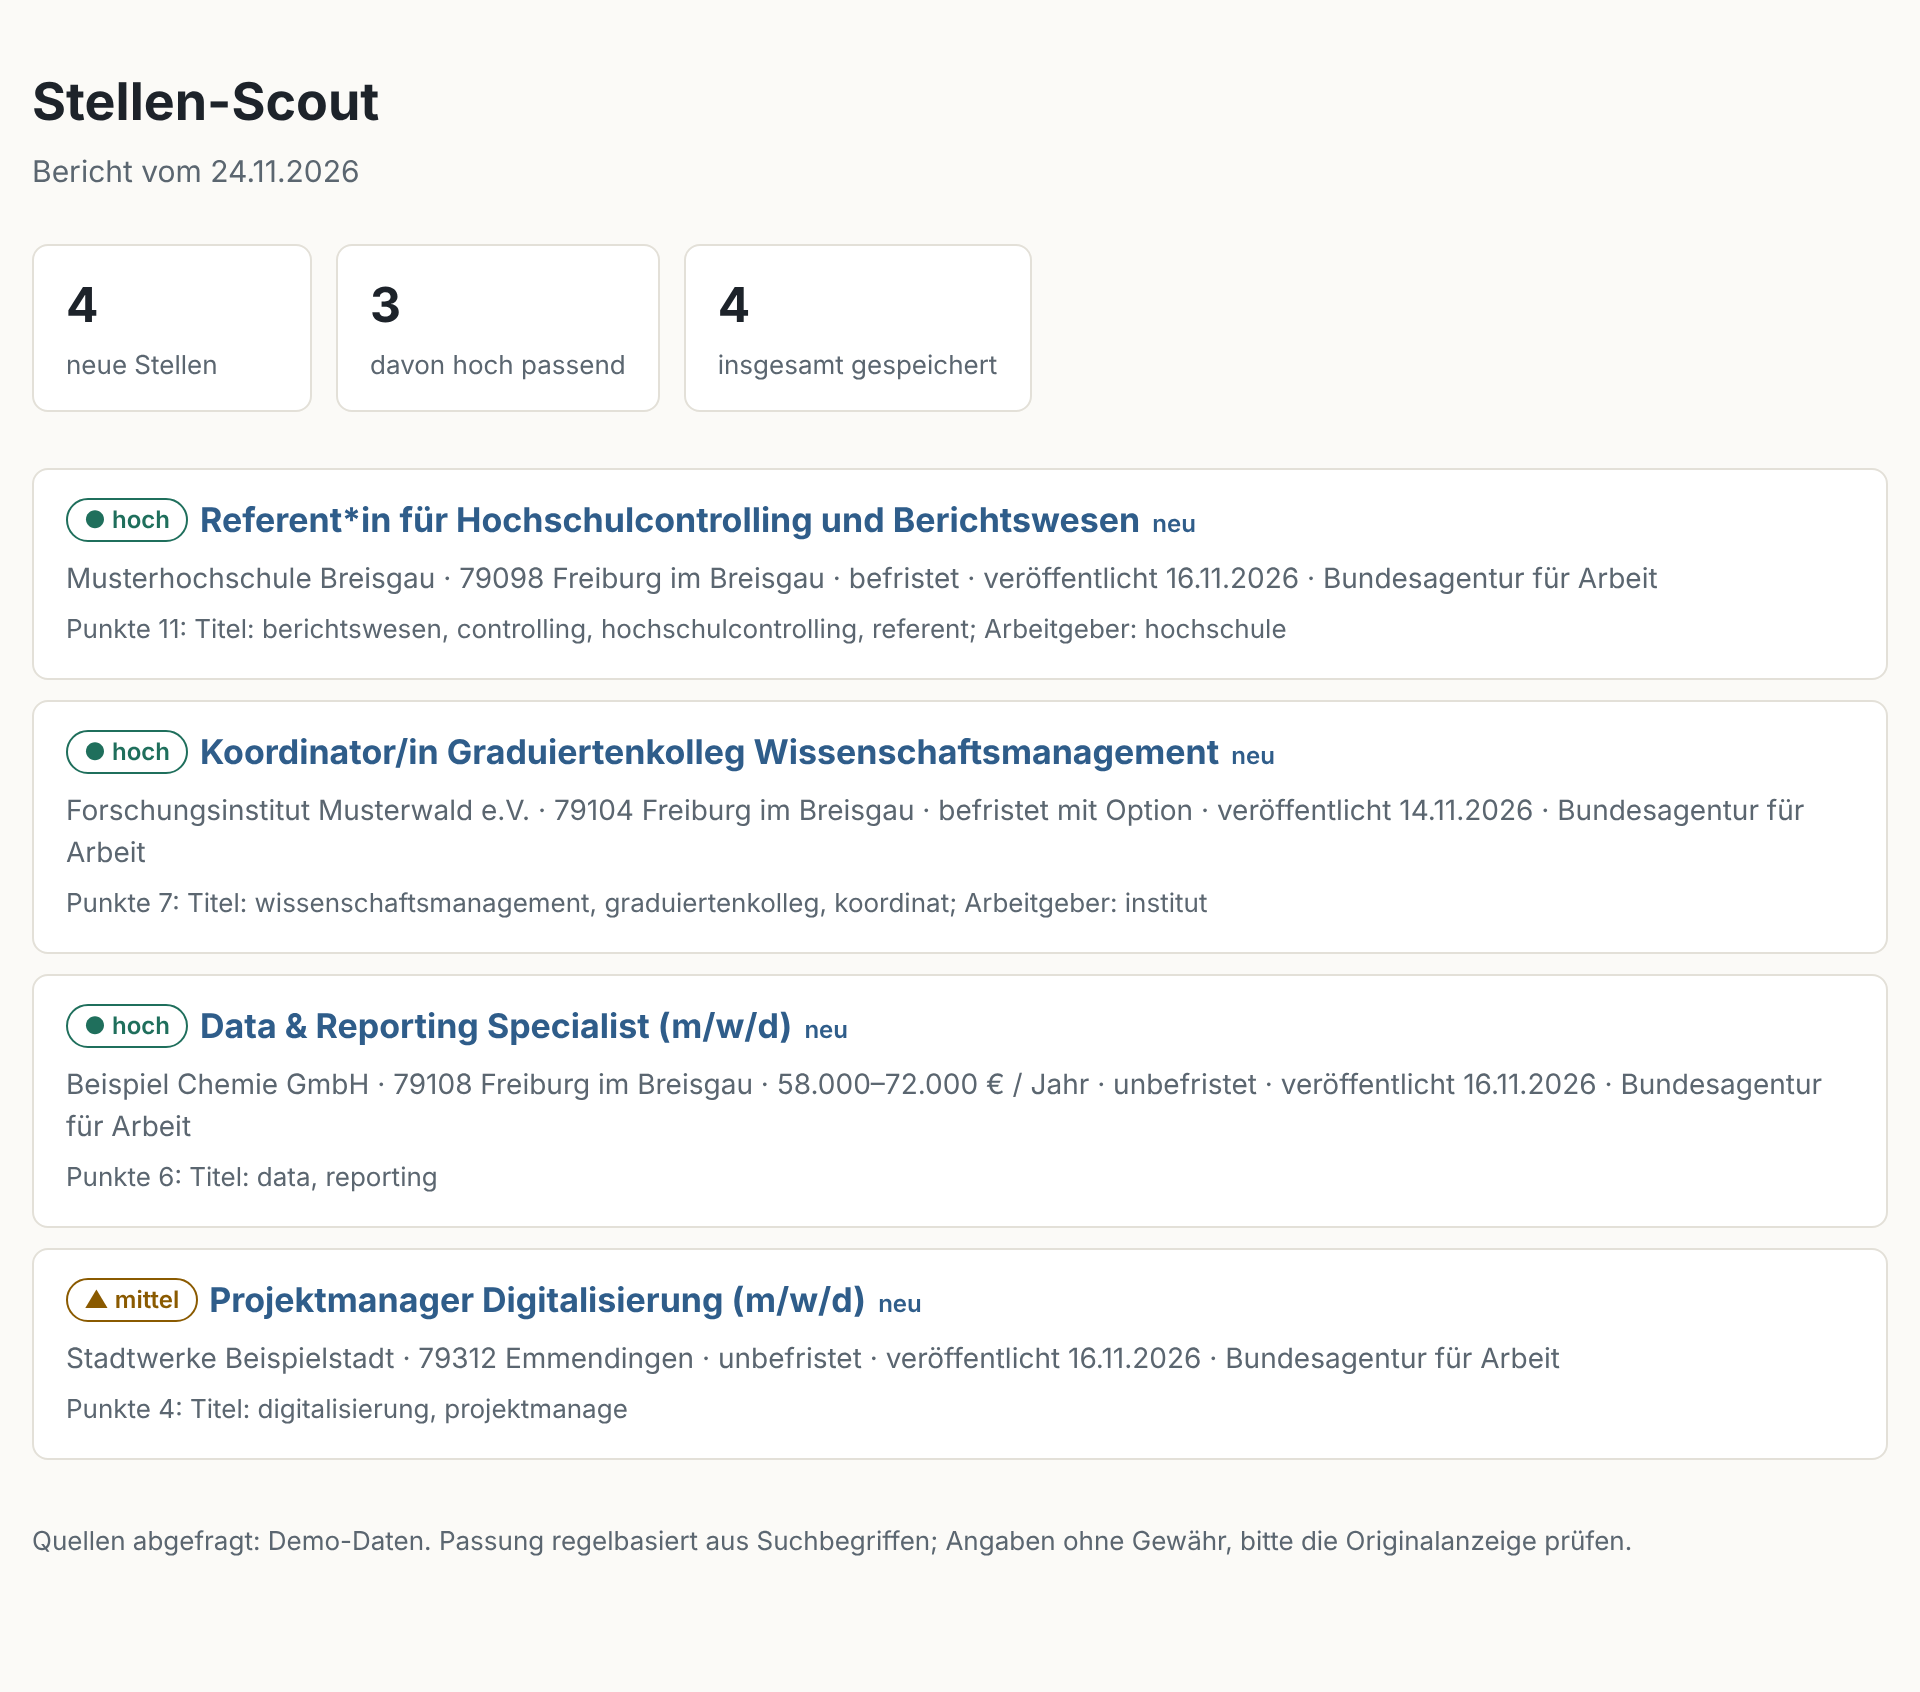 Stellen-Scout
Bericht vom 24.11.2026
4
neue Stellen
3
davon hoch passend
4
insgesamt gespeichert
hoch Referent*in für Hochschulcontrolling und Berichtswesen neu
Musterhochschule Breisgau · 79098 Freiburg im Breisgau · befristet · veröffentlicht 16.11.2026 · Bundesagentur für Arbeit
Punkte 11: Titel: berichtswesen, controlling, hochschulcontrolling, referent; Arbeitgeber: hochschule
hoch Koordinator/in Graduiertenkolleg Wissenschaftsmanagement neu
Forschungsinstitut Musterwald e.V. · 79104 Freiburg im Breisgau · befristet mit Option · veröffentlicht 14.11.2026 · Bundesagentur für
Arbeit
Punkte 7: Titel: wissenschaftsmanagement, graduiertenkolleg, koordinat; Arbeitgeber: institut
hoch Data & Reporting Specialist (m/w/d) neu
Beispiel Chemie GmbH · 79108 Freiburg im Breisgau · 58.000–72.000 € / Jahr · unbefristet · veröffentlicht 16.11.2026 · Bundesagentur
für Arbeit
Punkte 6: Titel: data, reporting
mittel Projektmanager Digitalisierung (m/w/d) neu
Stadtwerke Beispielstadt · 79312 Emmendingen · unbefristet · veröffentlicht 16.11.2026 · Bundesagentur für Arbeit
Punkte 4: Titel: digitalisierung, projektmanage
Quellen abgefragt: Demo-Daten. Passung regelbasiert aus Suchbegriffen; Angaben ohne Gewähr, bitte die Originalanzeige prüfen.